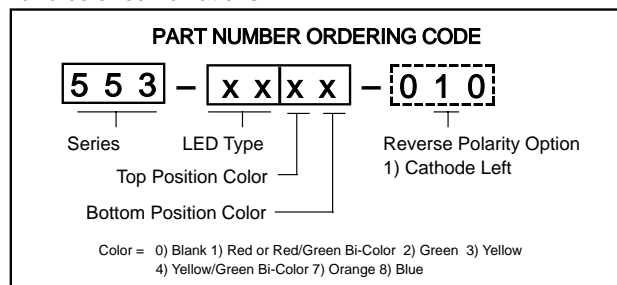 PART NUMBER ORDERING CODE
5 5 3 – x x x x – 0 1 0
Series LED Type Reverse Polarity Option
1) Cathode Left
Top Position Color
Bottom Position Color
Color = 0) Blank 1) Red or Red/Green Bi-Color 2) Green 3) Yellow
4) Yellow/Green Bi-Color 7) Orange 8) Blue